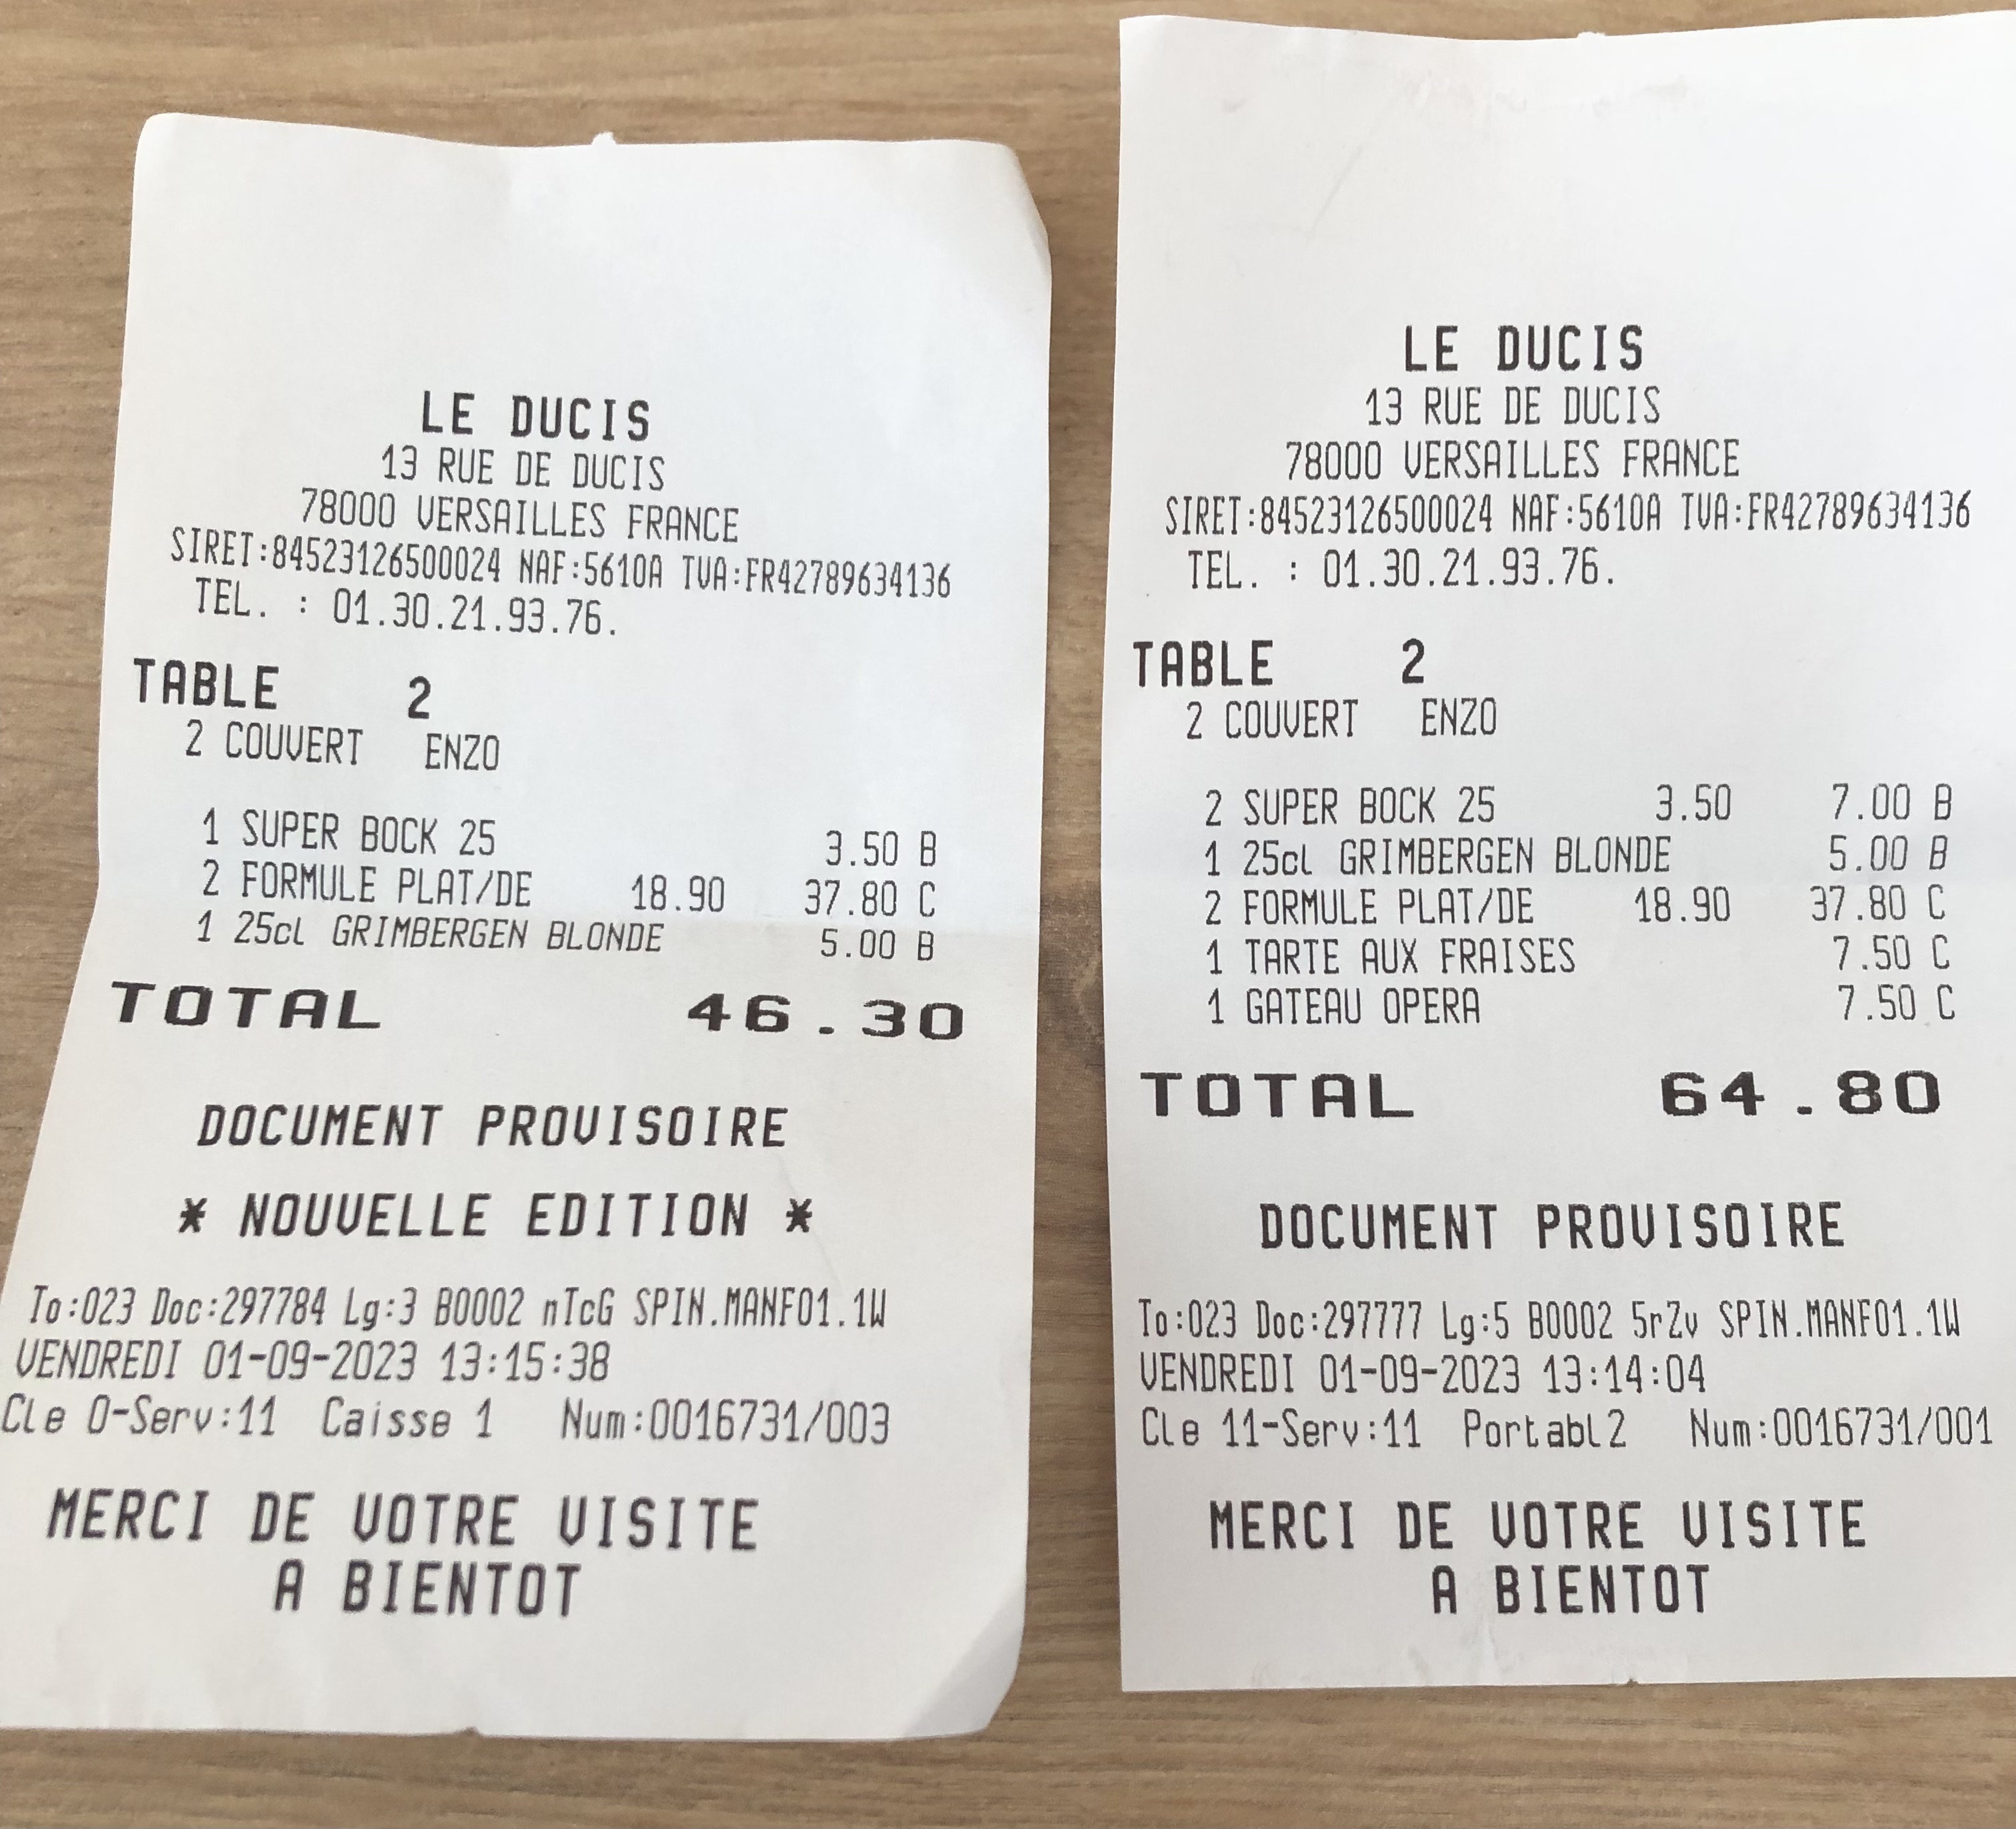 LE DUCIS
13 RUE DE DUCIS
78000 VERSAILLES FRANCE
SIRET:84523126500024 NAF:5610A TVA:FR42789634136
TEL. : 01.30.21.93.76.
TABLE 2
2 COUVERT ENZO
1 SUPER BOCK 25 3.50 B
2 FORMULE PLAT/DE 18.90 37.80 C
1 25cl GRIMBERGEN BLONDE 5.00 B
TOTAL 46.30
DOCUMENT PROVISOIRE
* NOUVELLE EDITION *
To:023 Doc:297784 Lg:3 B0002 nTcG SPIN.MANF01.1W
VENDREDI 01-09-2023 13:15:38
Cle 0-Serv:11 Caisse 1 Num:0016731/003
MERCI DE VOTRE VISITE
A BIENTOT
LE DUCIS
13 RUE DE DUCIS
78000 VERSAILLES FRANCE
SIRET:84523126500024 NAF:5610A TVA:FR42789634136
TEL. : 01.30.21.93.76.
TABLE 2
2 COUVERT ENZO
2 SUPER BOCK 25 3.50 7.00 B
1 25cl GRIMBERGEN BLONDE 5.00 B
2 FORMULE PLAT/DE 18.90 37.80 C
1 TARTE AUX FRAISES 7.50 C
1 GATEAU OPERA 7.50 C
TOTAL 64.80
DOCUMENT PROVISOIRE
To:023 Doc:297777 Lg:5 B0002 5rZv SPIN.MANF01.1W
VENDREDI 01-09-2023 13:14:04
Cle 11-Serv:11 Portabl2 Num:0016731/001
MERCI DE VOTRE VISITE
A BIENTOT